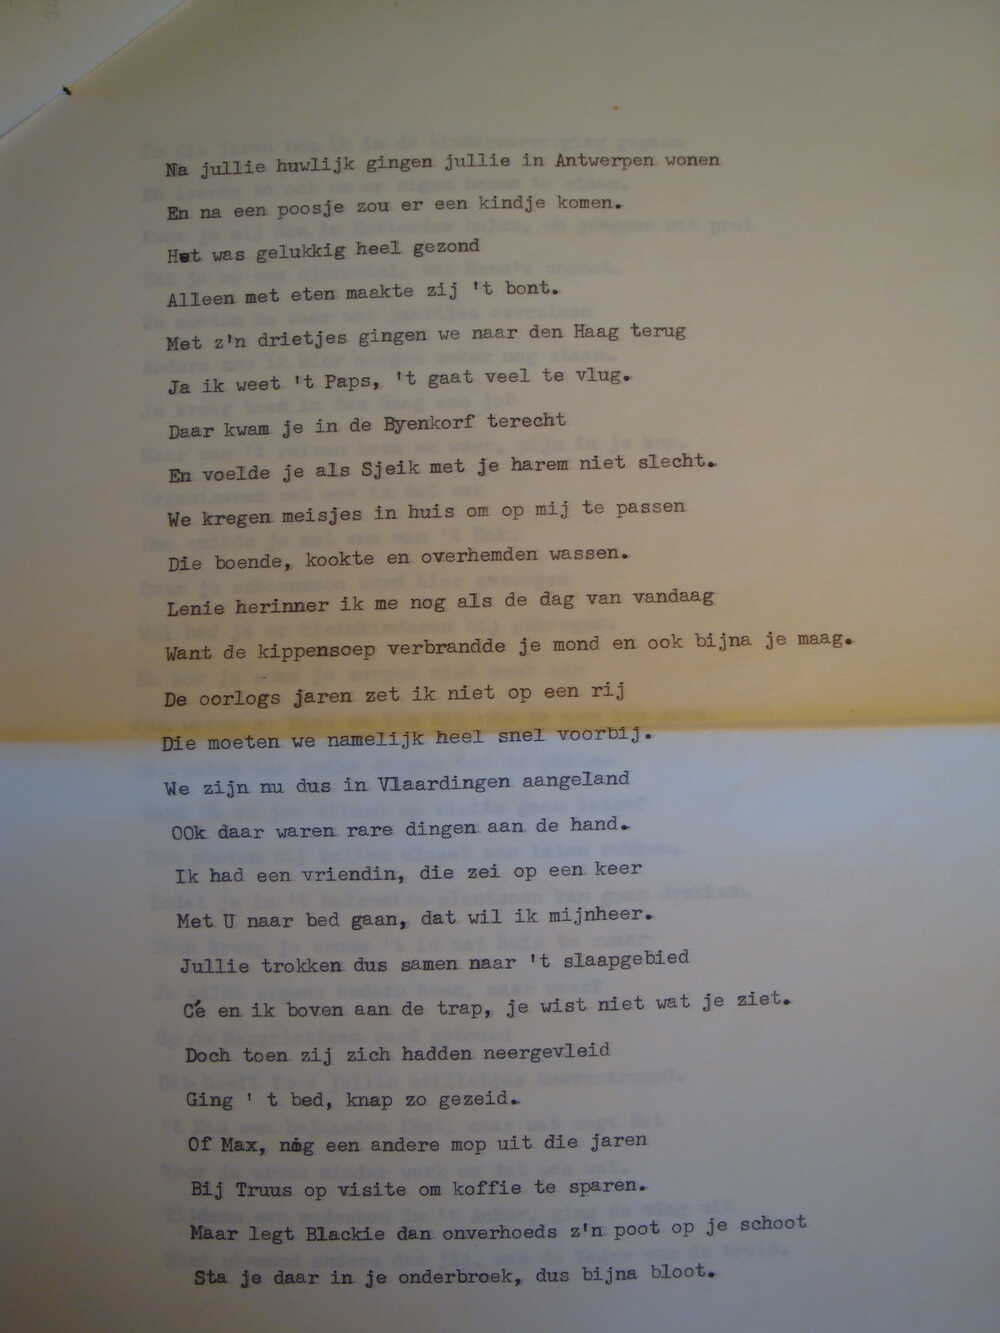 Na jullie huwlijk gingen jullie in Antwerpen wonen
En na een poosje zou er een kindje komen.
Het was gelukkig heel gezond
Alleen met eten maakte zij 't bont.
Met z'n drietjes gingen we naar den Haag terug
Ja ik weet 't Paps, 't gaat veel te vlug.
Daar kwam je in de Byenkorf terecht
En voelde je als Sjeik met je harem niet slecht.
We kregen meisjes in huis om op mij te passen
Die boende, kookte en overhemden wassen.
Lenie herinner ik me nog als de dag van vandaag
Want de kippensoep verbrandde je mond en ook bijna je maag.
De oorlogs jaren zet ik niet op een rij
Die moeten we namelijk heel snel voorbij.
We zijn nu dus in Vlaardingen aangeland
OOk daar waren rare dingen aan de hand.
Ik had een vriendin, die zei op een keer
Met U naar bed gaan, dat wil ik mijnheer.
Jullie trokken dus samen naar 't slaapgebied
Cé en ik boven aan de trap, je wist niet wat je ziet.
Doch toen zij zich hadden neergevleid
Ging ' t bed, knap zo gezeid.
Of Max, nóg een andere mop uit die jaren
Bij Truus op visite om koffie te sparen.
Maar legt Blackie dan onverhoeds z'n poot op je schoot
Sta je daar in je onderbroek, dus bijna bloot.